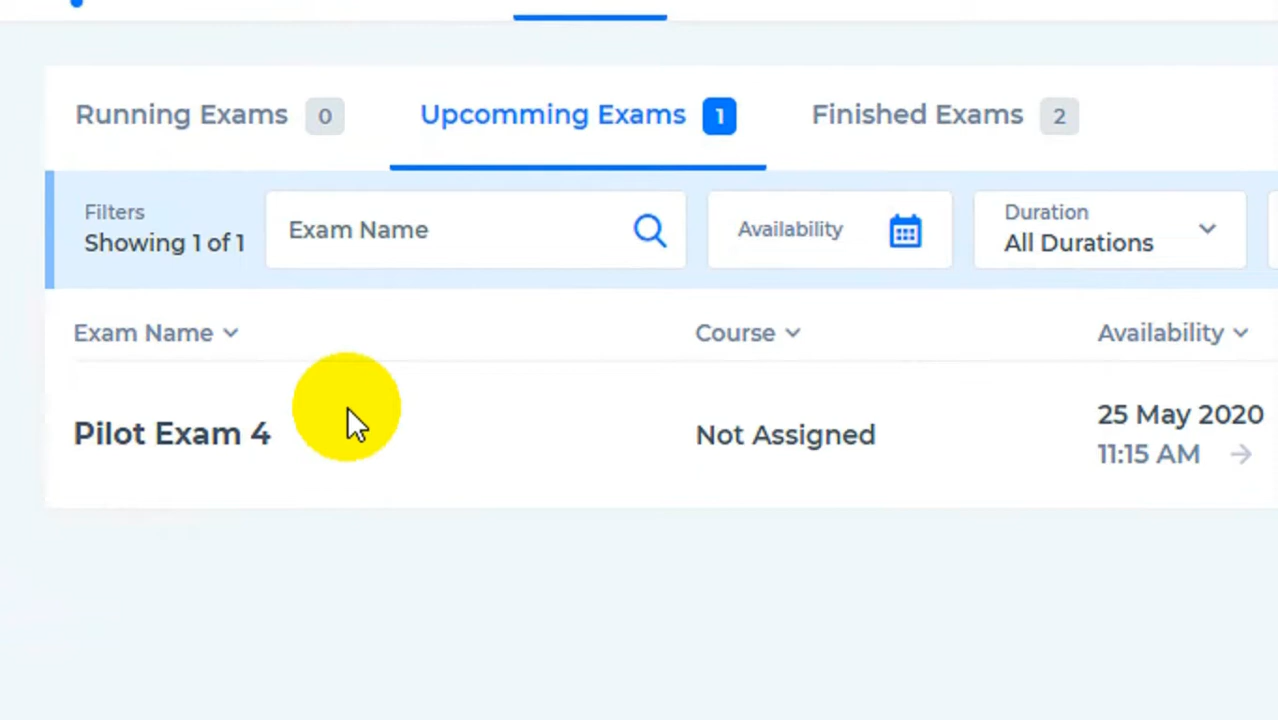 Running Exams 0
Upcomming Exams 1
Finished Exams 2
Filters
Showing 1 of 1
Exam Name
Availability
Duration
All Durations
Exam Name
Course
Availability
Pilot Exam 4
Not Assigned
25 May 2020
11:15 AM